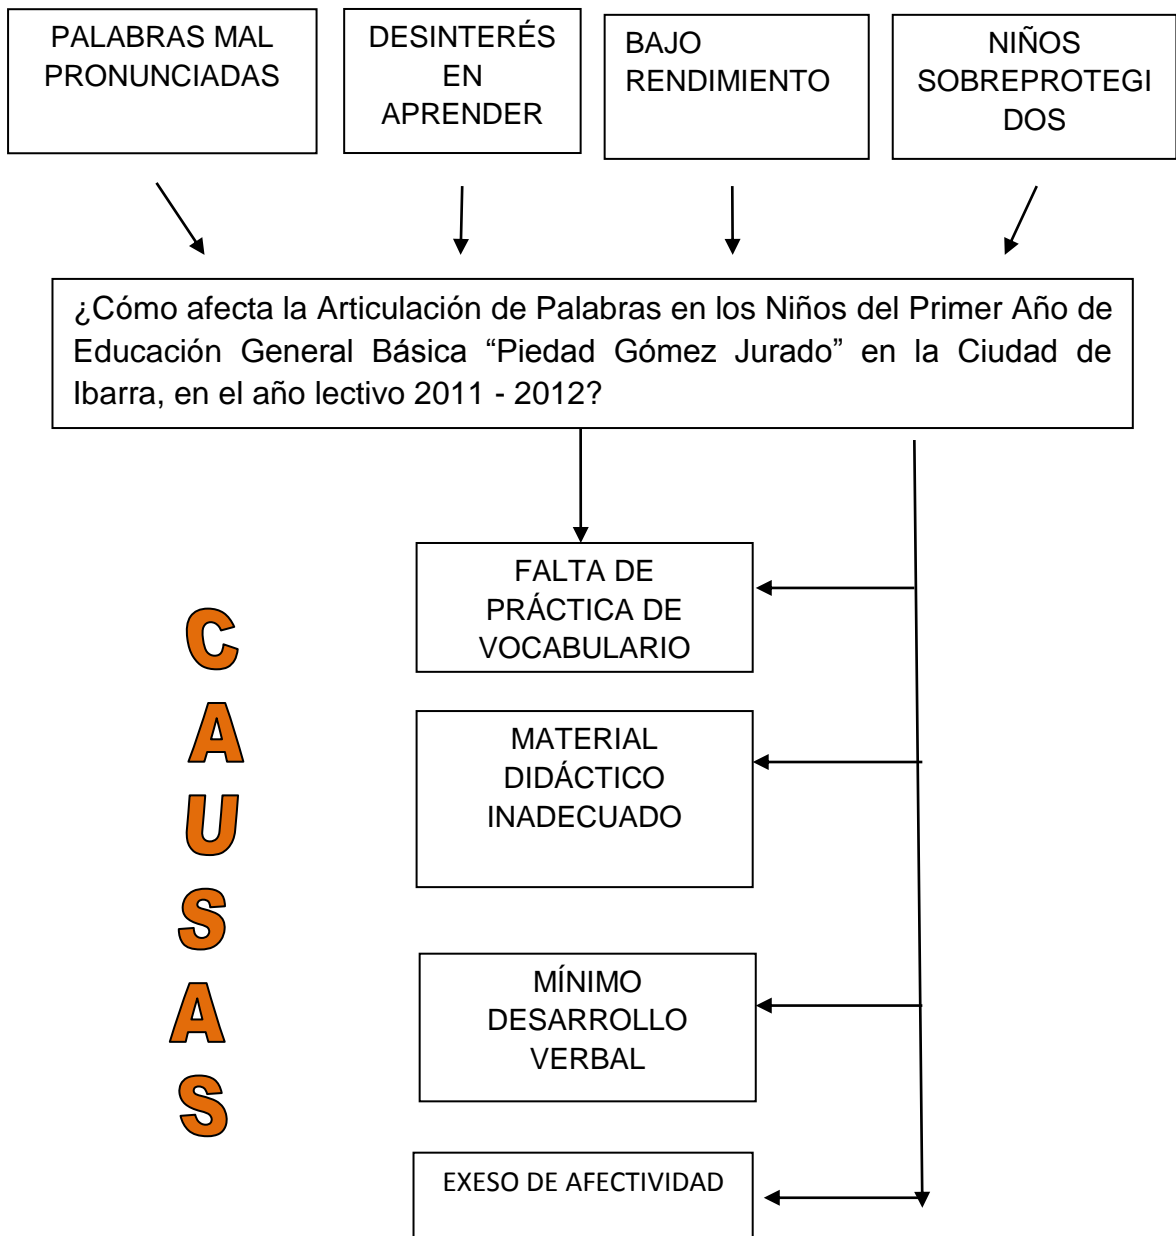 PALABRAS MAL
PRONUNCIADAS
DESINTERÉS
EN
APRENDER
BAJO
RENDIMIENTO
NIÑOS
SOBREPROTEGI
DOS
¿Cómo afecta la Articulación de Palabras en los Niños del Primer Año de
Educación General Básica “Piedad Gómez Jurado” en la Ciudad de
Ibarra, en el año lectivo 2011 - 2012?
FALTA DE
PRÁCTICA DE
VOCABULARIO
MATERIAL
DIDÁCTICO
INADECUADO
MÍNIMO
DESARROLLO
VERBAL
EXESO DE AFECTIVIDAD
C
A
U
S
A
S